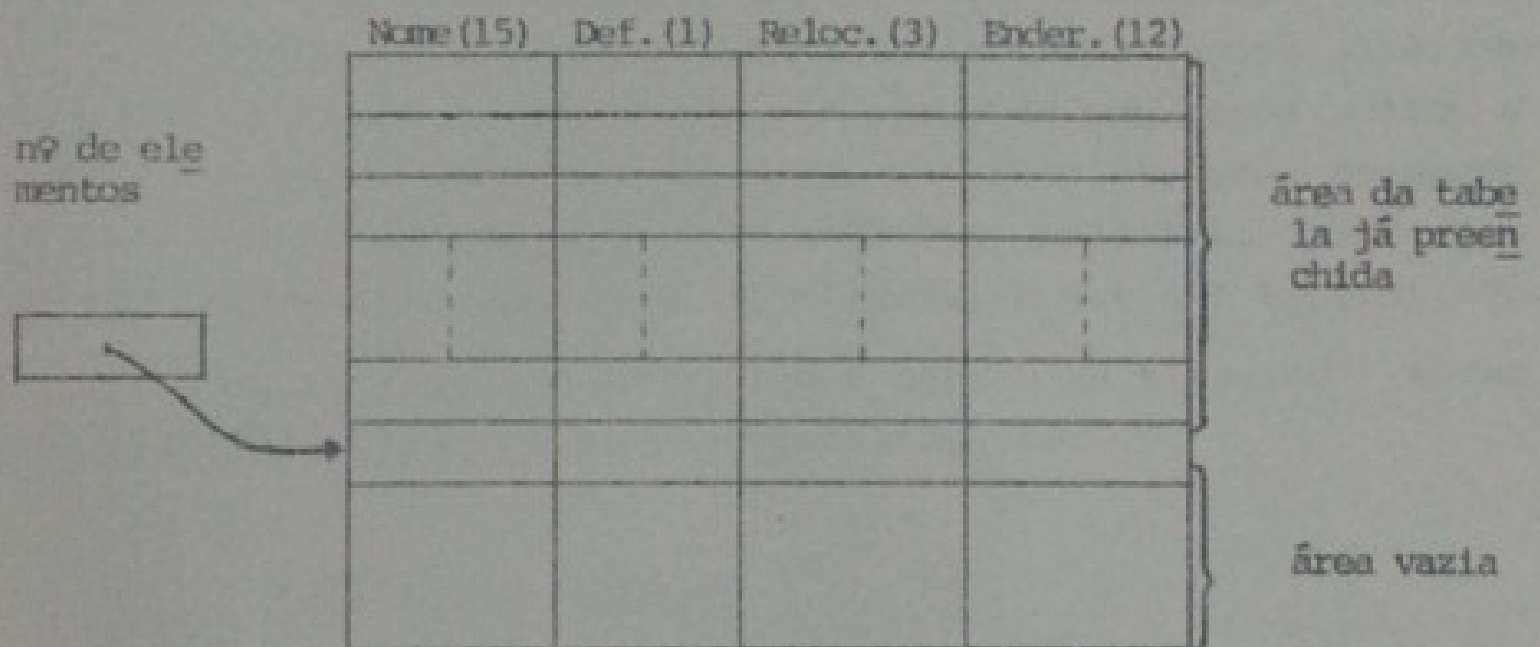 Nome(15) Def.(1) Reloc.(3) Ender.(12)
nº de ele
mentos
área da tabe
la já preen
chida
área vazia